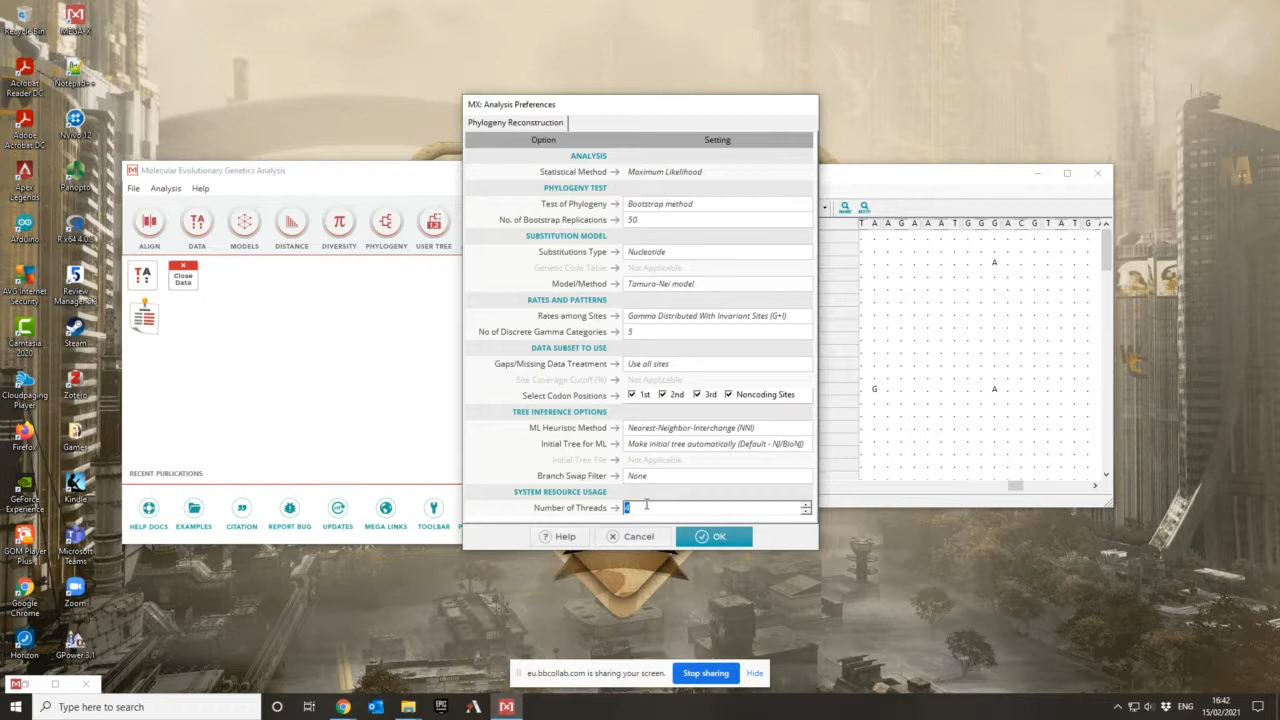 Recycle Bin
MEGA-X
Acrobat Reader DC
Notepad++
Adobe Acrobat DC
NVivo 12
Apex Legends
Panopto
Arduino
R x64 4.0.3
AVG Internet Security
Review Manager 5.3
Camtasia 2020
Steam
Cloudpaging Player
Zotero
Firefox
Games
GeForce Experience
Kindle
GOM Player Plus
Microsoft Teams
Google Chrome
Zoom
Horizon
GPower 3.1
Molecular Evolutionary Genetics Analysis
File Analysis Help
ALIGN DATA MODELS DISTANCE DIVERSITY PHYLOGENY USER TREE
TA
Close Data
RECENT PUBLICATIONS
HELP DOCS EXAMPLES CITATION REPORT BUG UPDATES MEGA LINKS TOOLBAR
MX: Analysis Preferences
Phylogeny Reconstruction
Option Setting
ANALYSIS
Statistical Method → Maximum Likelihood
PHYLOGENY TEST
Test of Phylogeny → Bootstrap method
No. of Bootstrap Replications → 50
SUBSTITUTION MODEL
Substitutions Type → Nucleotide
Genetic Code Table → Not Applicable
Model/Method → Tamura-Nei model
RATES AND PATTERNS
Rates among Sites → Gamma Distributed With Invariant Sites (G+I)
No of Discrete Gamma Categories → 5
DATA SUBSET TO USE
Gaps/Missing Data Treatment → Use all sites
Site Coverage Cutoff (%) → Not Applicable
Select Codon Positions → 1st 2nd 3rd Noncoding Sites
TREE INFERENCE OPTIONS
ML Heuristic Method → Nearest-Neighbor-Interchange (NNI)
Initial Tree for ML → Make initial tree automatically (Default - NJ/BioNJ)
Initial Tree File → Not Applicable
Branch Swap Filter → None
SYSTEM RESOURCE USAGE
Number of Threads →
Help Cancel OK
NAME MOTIF
T A A G A A T G G G A C T A T G
A
G A
eu.bbcollab.com is sharing your screen. Stop sharing Hide
Type here to search
EPIC
ENG
16:42
15/02/2021